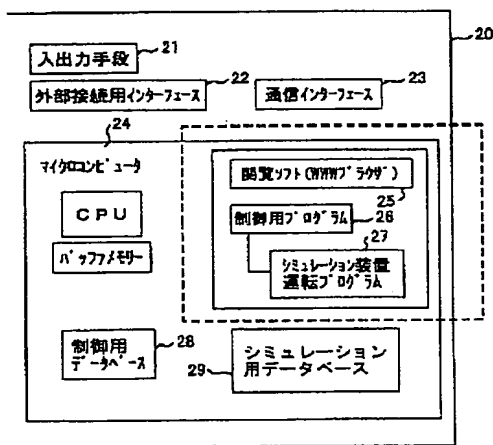 入出力手段
21
20
外部接続用インターフェース
22
通信インターフェース
23
24
マイクロコンピュータ
CPU
バッファメモリー
閲覧ソフト(WWWブラウザ)
25
制御用プログラム
26
27
シミュレーション装置
運転プログラム
制御用
データベース
28
29
シミュレーション
用データベース